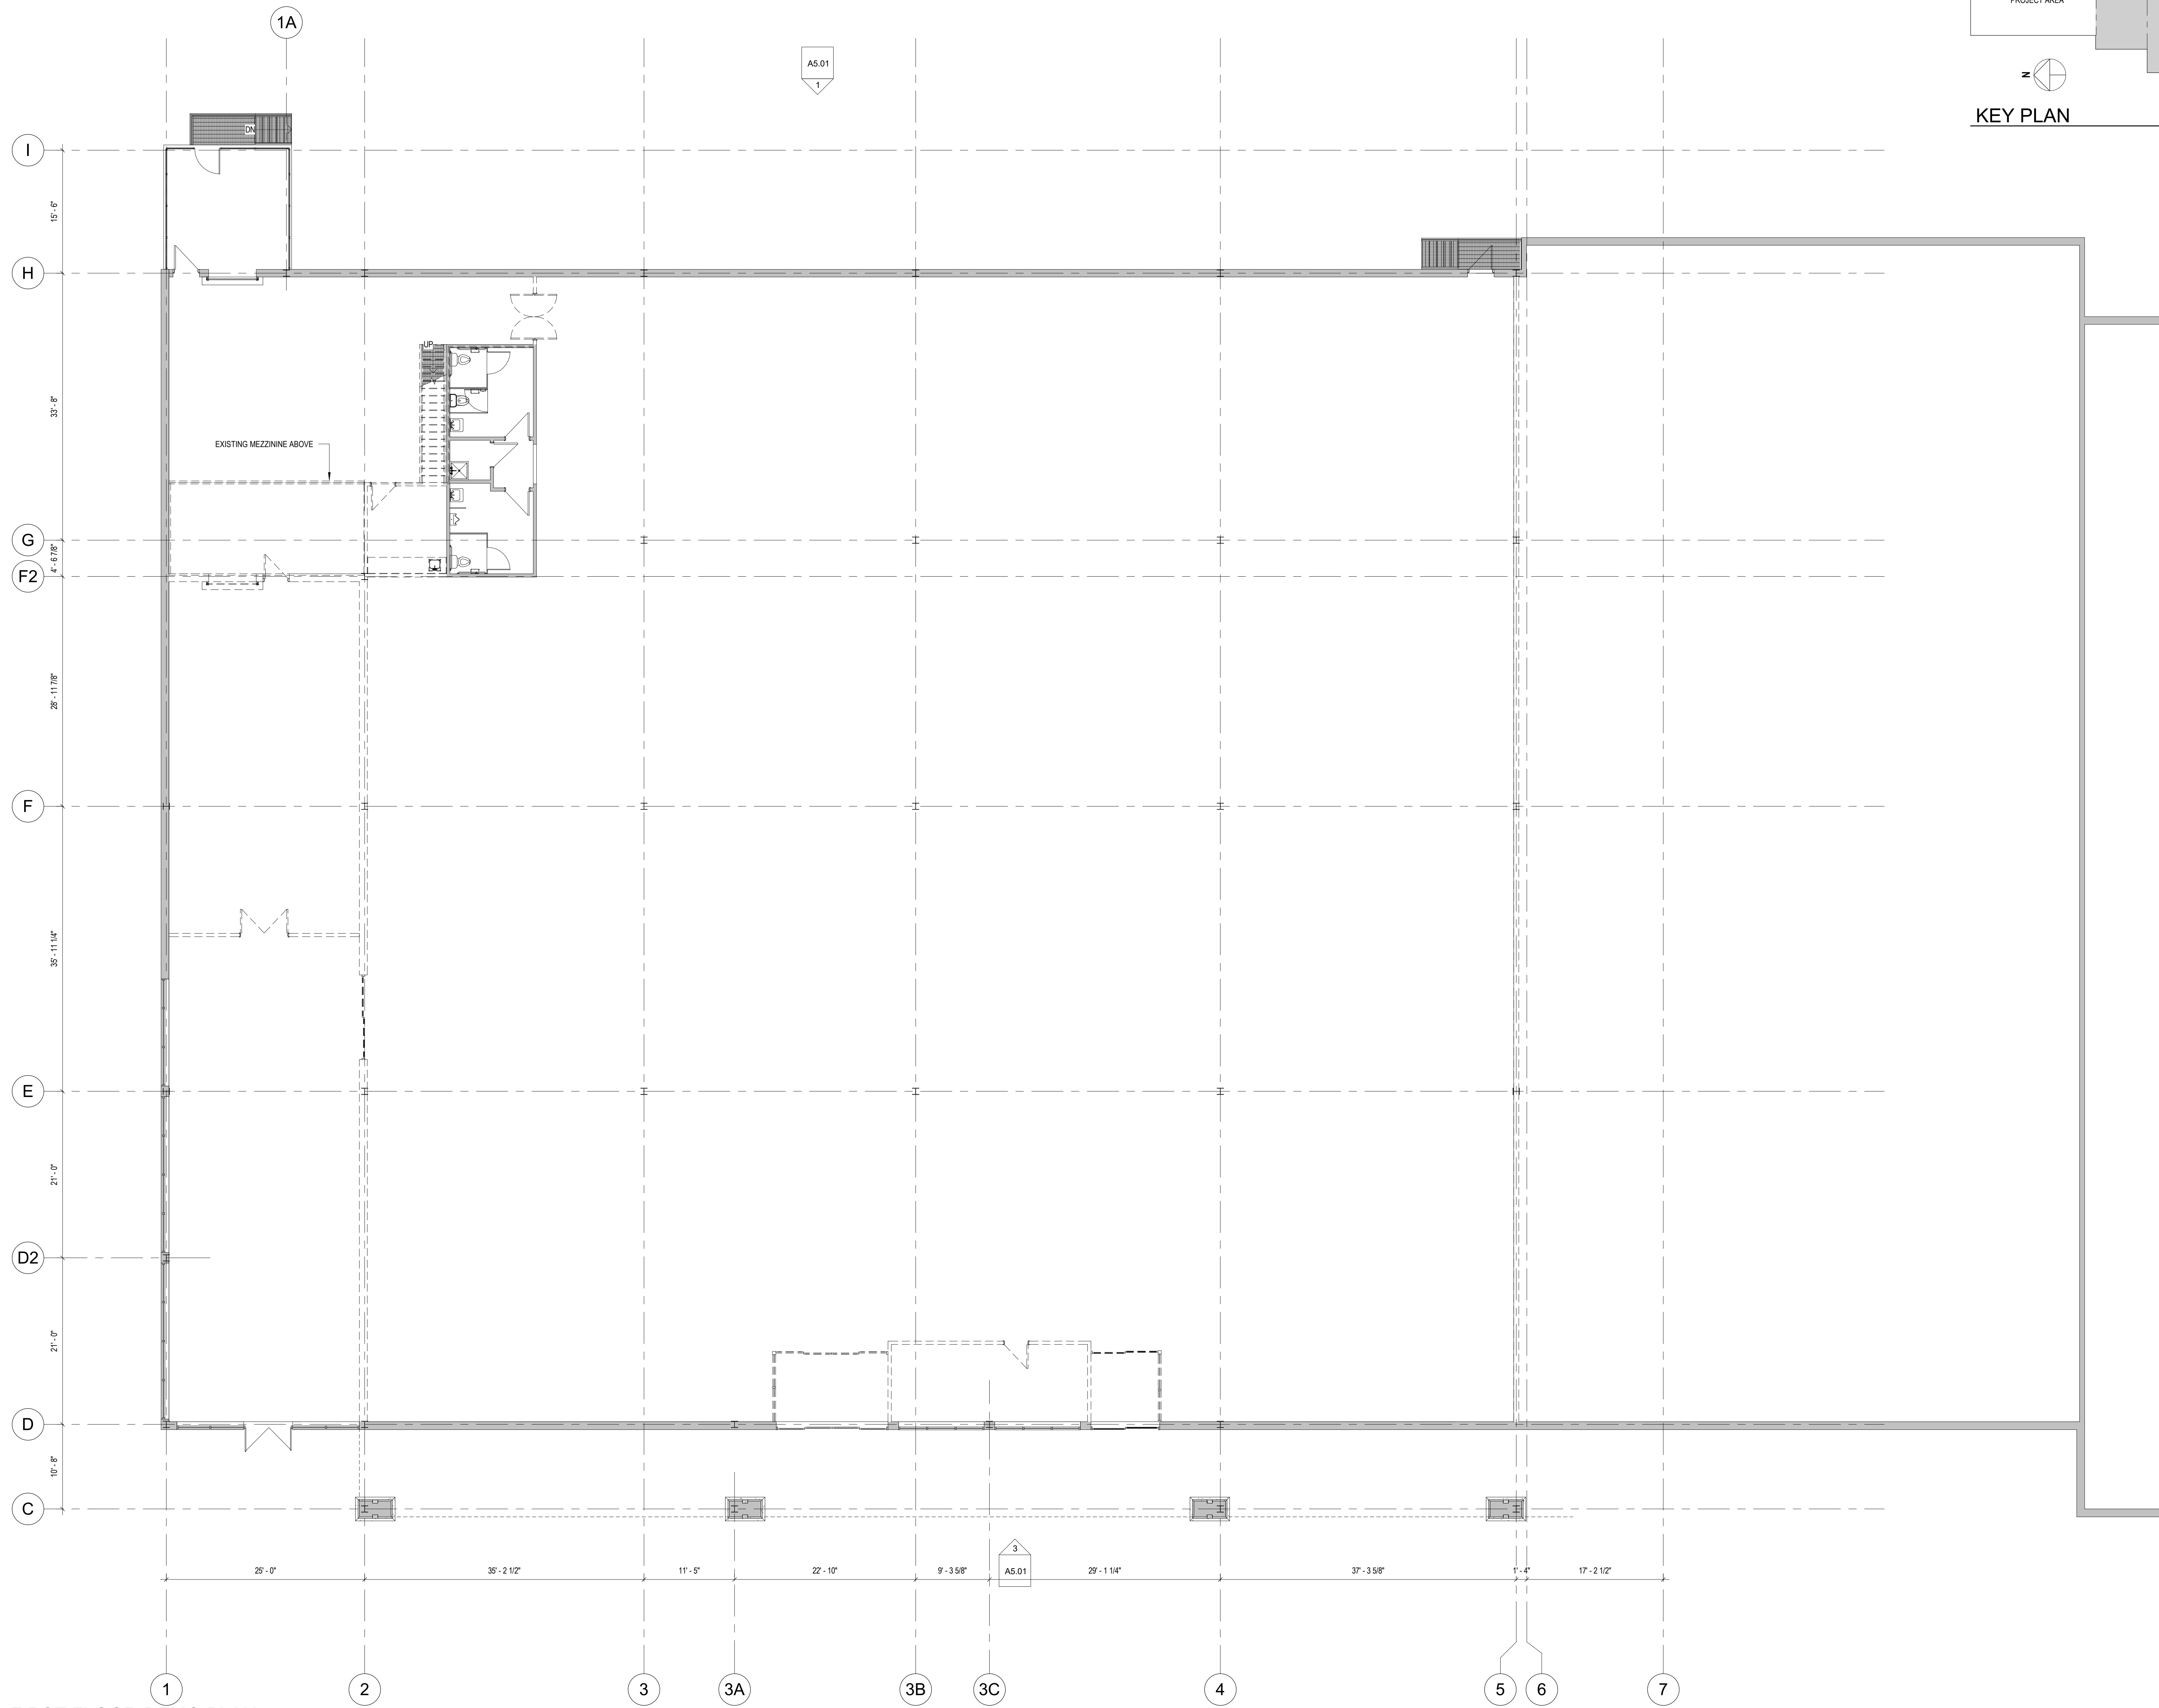 1A
PROJECT AREA
A5.01
1
N
KEY PLAN
DN
I
15' - 6"
H
UP
33' - 8"
EXISTING MEZZININE ABOVE
G
4' - 6 7/8"
F2
28' - 11 7/8"
F
35' - 11 1/4"
E
21' - 0"
D2
21' - 0"
D
10' - 8"
C
3
A5.01
25' - 0"
35' - 2 1/2"
11' - 5"
22' - 10"
9' - 3 5/8"
29' - 1 1/4"
37' - 3 5/8"
1' - 4"
17' - 2 1/2"
1
2
3
3A
3B
3C
4
5
6
7